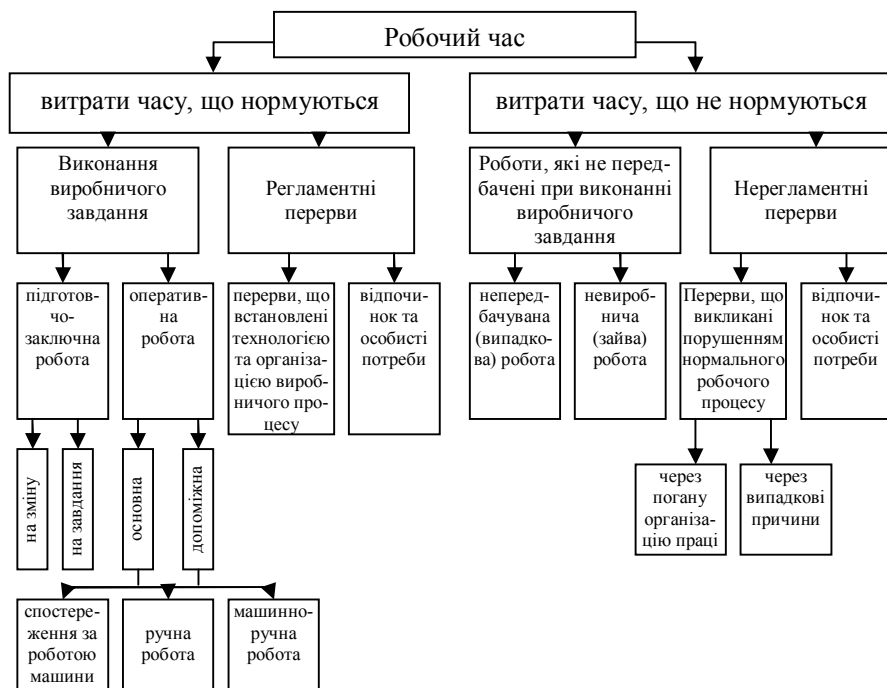 Робочий час
витрати часу, що нормуються
витрати часу, що не нормуються
Виконання
виробничого
завдання
Регламентні
перерви
Роботи, які не перед-
бачені при виконанні
виробничого
завдання
Нерегламентні
перерви
підготов-
чо-
заключна
робота
оператив-
на
робота
перерви, що
встановлені
технологією
та організа-
цією вироб-
ничого про-
цесу
відпочи-
нок та
особисті
потреби
неперед-
бачувана
(випадко-
ва) робота
невироб-
нича
(зайва)
робота
Перерви, що
викликані
порушенням
нормального
робочого
процесу
відпочи-
нок та
особисті
потреби
на зміну
на завдання
основна
допоміжна
через
погану
організа-
цію праці
через
випадкові
причини
спостере-
ження за
роботою
машини
ручна
робота
машинно-
ручна
робота